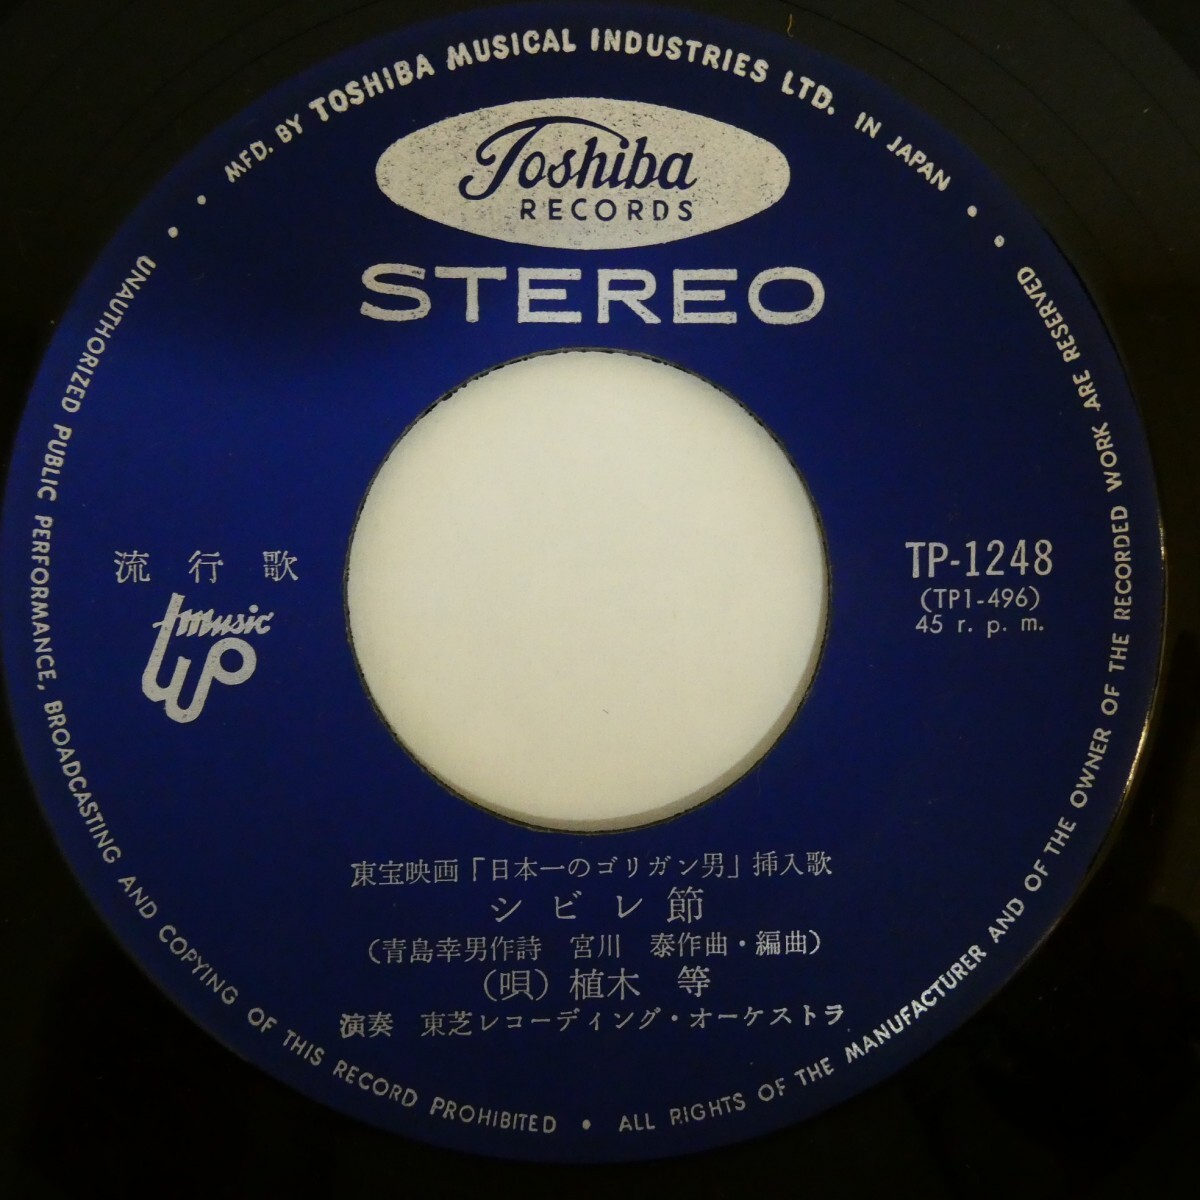 MFD. BY TOSHIBA MUSICAL INDUSTRIES LTD. IN JAPAN
Toshiba
RECORDS
STEREO
流行歌
music
up
TP-1248
(TP1-496)
45 r. p. m.
東宝映画「日本一のゴリガン男」挿入歌
シビレ節
(青島幸男作詩 宮川 泰作曲・編曲)
(唄) 植木 等
演奏 東芝レコーディング・オーケストラ
• UNAUTHORIZED PUBLIC PERFORMANCE, BROADCASTING AND COPYING OF THIS RECORD PROHIBITED • ALL RIGHTS OF THE MANUFACTURER AND OF THE OWNER OF THE RECORDED WORK ARE RESERVED •